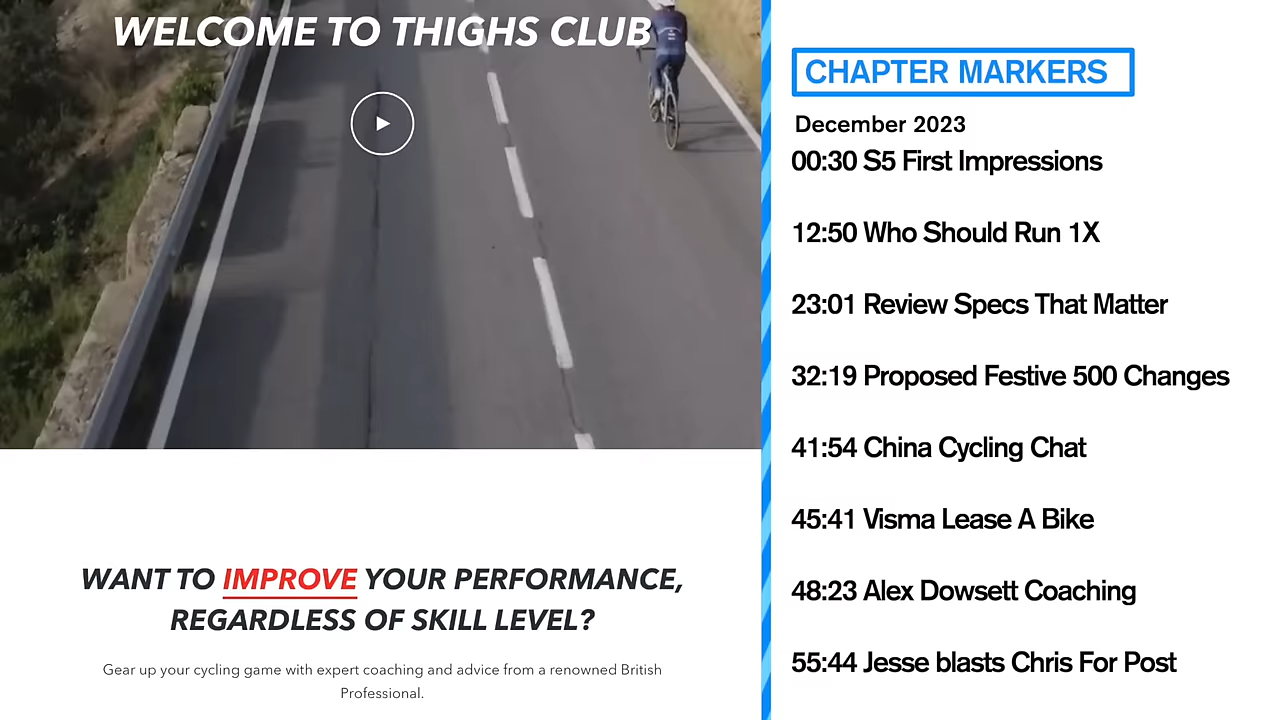 WELCOME TO THIGHS CLUB
WANT TO IMPROVE YOUR PERFORMANCE,
REGARDLESS OF SKILL LEVEL?
Gear up your cycling game with expert coaching and advice from a renowned British
Professional.
CHAPTER MARKERS
December 2023
00:30 S5 First Impressions
12:50 Who Should Run 1X
23:01 Review Specs That Matter
32:19 Proposed Festive 500 Changes
41:54 China Cycling Chat
45:41 Visma Lease A Bike
48:23 Alex Dowsett Coaching
55:44 Jesse blasts Chris For Post